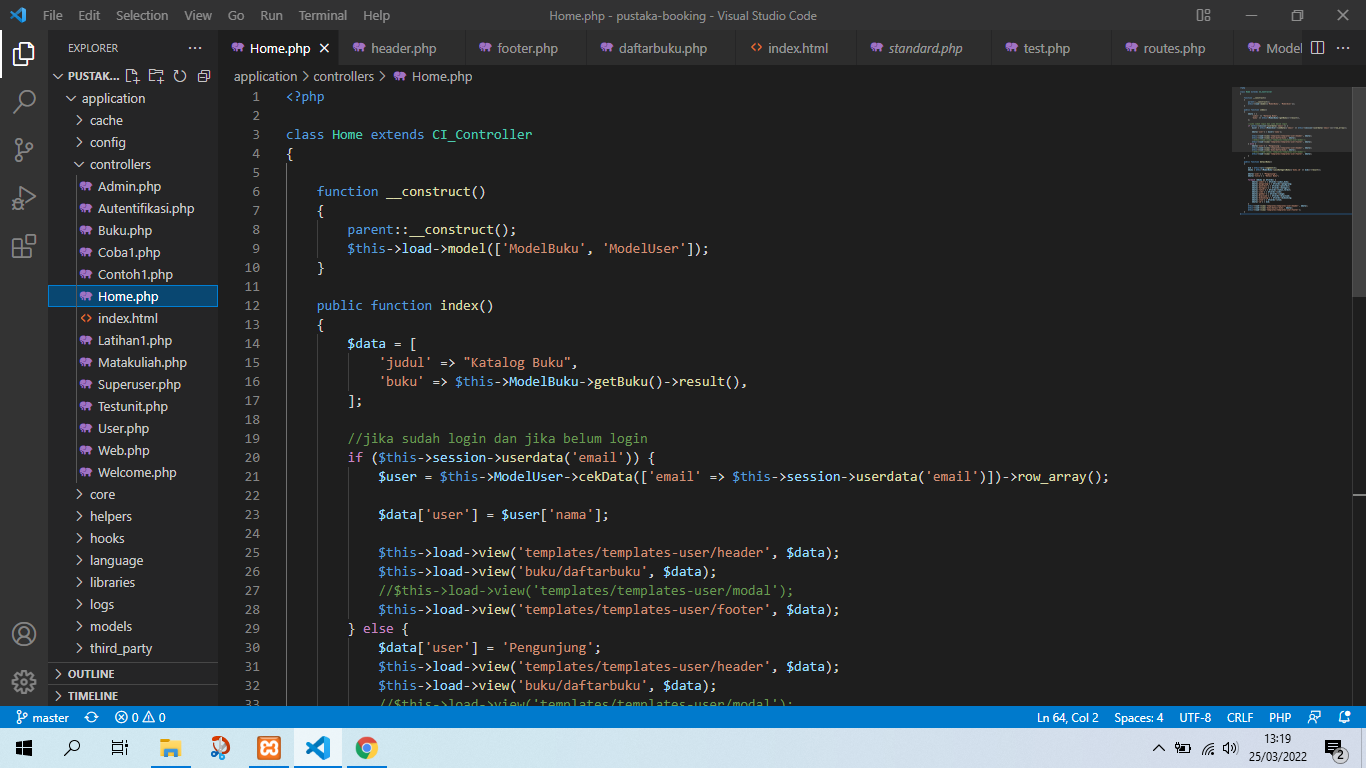 File Edit Selection View Go Run Terminal Help Home.php - pustaka-booking - Visual Studio Code
EXPLORER ··· Home.php header.php footer.php daftarbuku.php index.html standard.php test.php routes.php Model ···
PUSTAK... application > controllers > Home.php
application
cache
config
controllers
Admin.php
Autentifikasi.php
Buku.php
Coba1.php
Contoh1.php
Home.php
index.html
Latihan1.php
Matakuliah.php
Superuser.php
Testunit.php
User.php
Web.php
Welcome.php
core
helpers
hooks
language
libraries
logs
models
third_party
OUTLINE
TIMELINE
1 <?php
2
3 class Home extends CI_Controller
4 {
5
6 function __construct()
7 {
8 parent::__construct();
9 $this->load->model(['ModelBuku', 'ModelUser']);
10 }
11
12 public function index()
13 {
14 $data = [
15 'judul' => "Katalog Buku",
16 'buku' => $this->ModelBuku->getBuku()->result(),
17 ];
18
19 //jika sudah login dan jika belum login
20 if ($this->session->userdata('email')) {
21 $user = $this->ModelUser->cekData(['email' => $this->session->userdata('email')])->row_array();
22
23 $data['user'] = $user['nama'];
24
25 $this->load->view('templates/templates-user/header', $data);
26 $this->load->view('buku/daftarbuku', $data);
27 //$this->load->view('templates/templates-user/modal');
28 $this->load->view('templates/templates-user/footer', $data);
29 } else {
30 $data['user'] = 'Pengunjung';
31 $this->load->view('templates/templates-user/header', $data);
32 $this->load->view('buku/daftarbuku', $data);
33 //$this->load->view('templates/templates-user/modal');
master 0 0 Ln 64, Col 2 Spaces: 4 UTF-8 CRLF PHP
13:19
25/03/2022
2